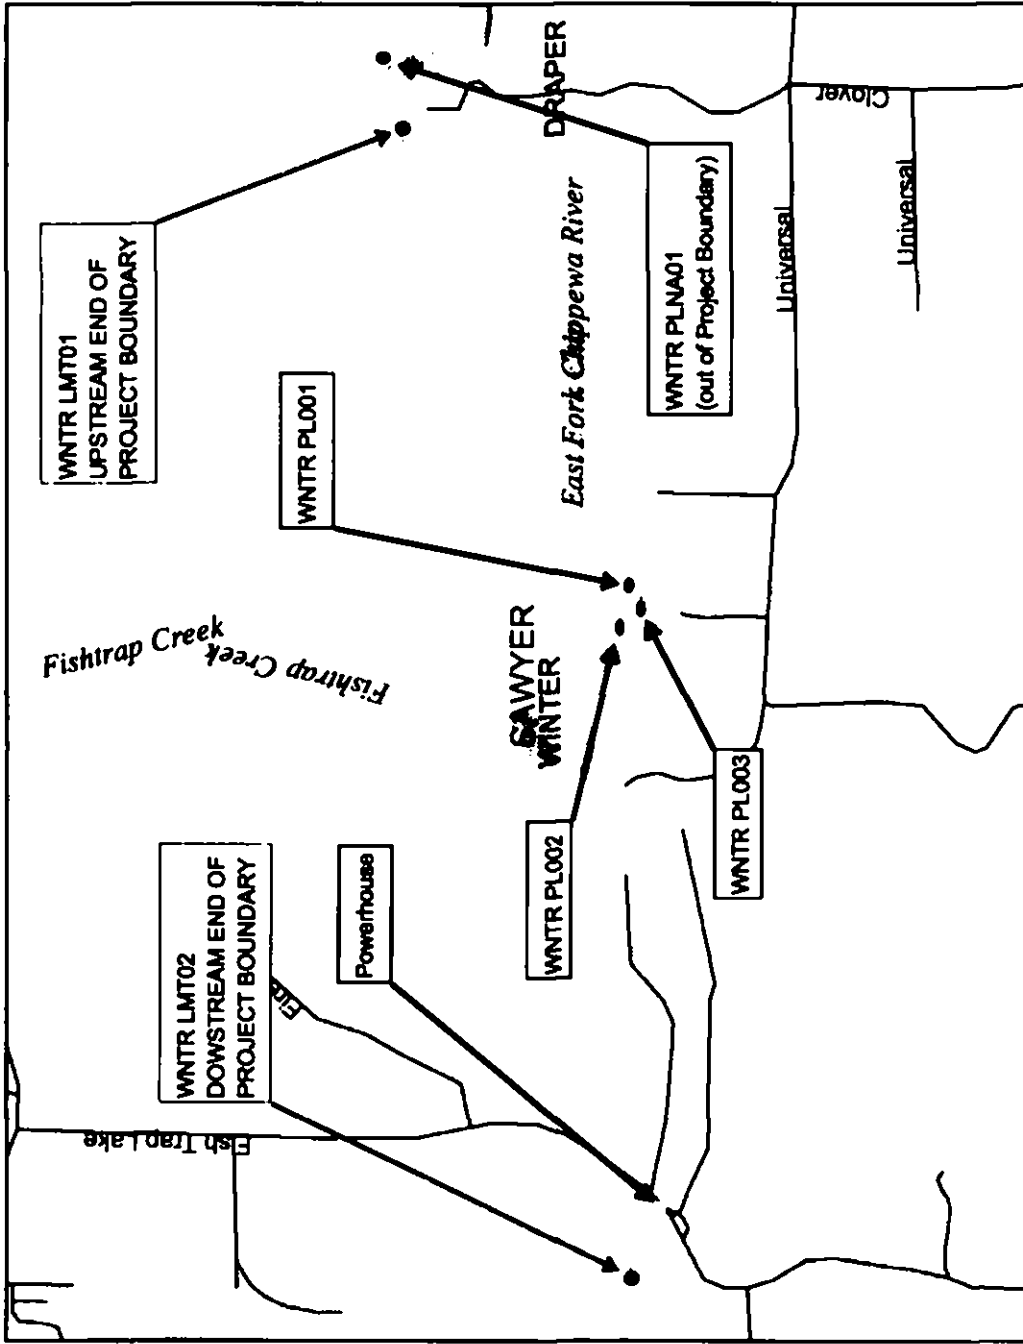 WNTR LMT01
UPSTREAM END OF
PROJECT BOUNDARY
WNTR PL001
Fishtrap Creek
Fishtrap Creek
WNTR LMT02
DOWSTREAM END OF
PROJECT BOUNDARY
Powerhouse
Fish Trap Lake
SAWYER
WINTER
WNTR PL002
WNTR PL003
DRAPER
East Fork Chippewa River
WNTR PLNA01
(out of Project Boundary)
Universal
Clover
Universal